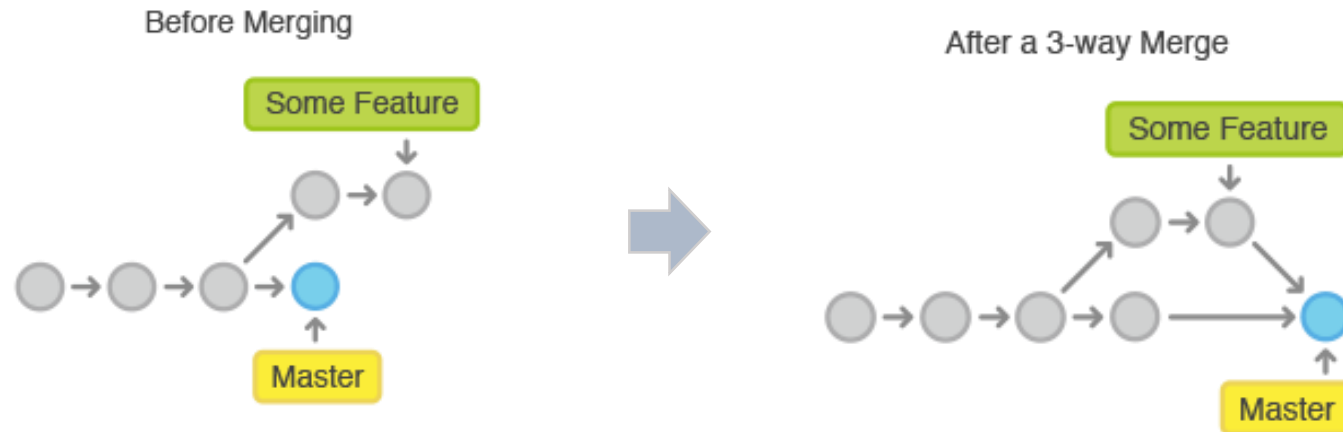 Before Merging
Some Feature
Master
After a 3-way Merge
Some Feature
Master